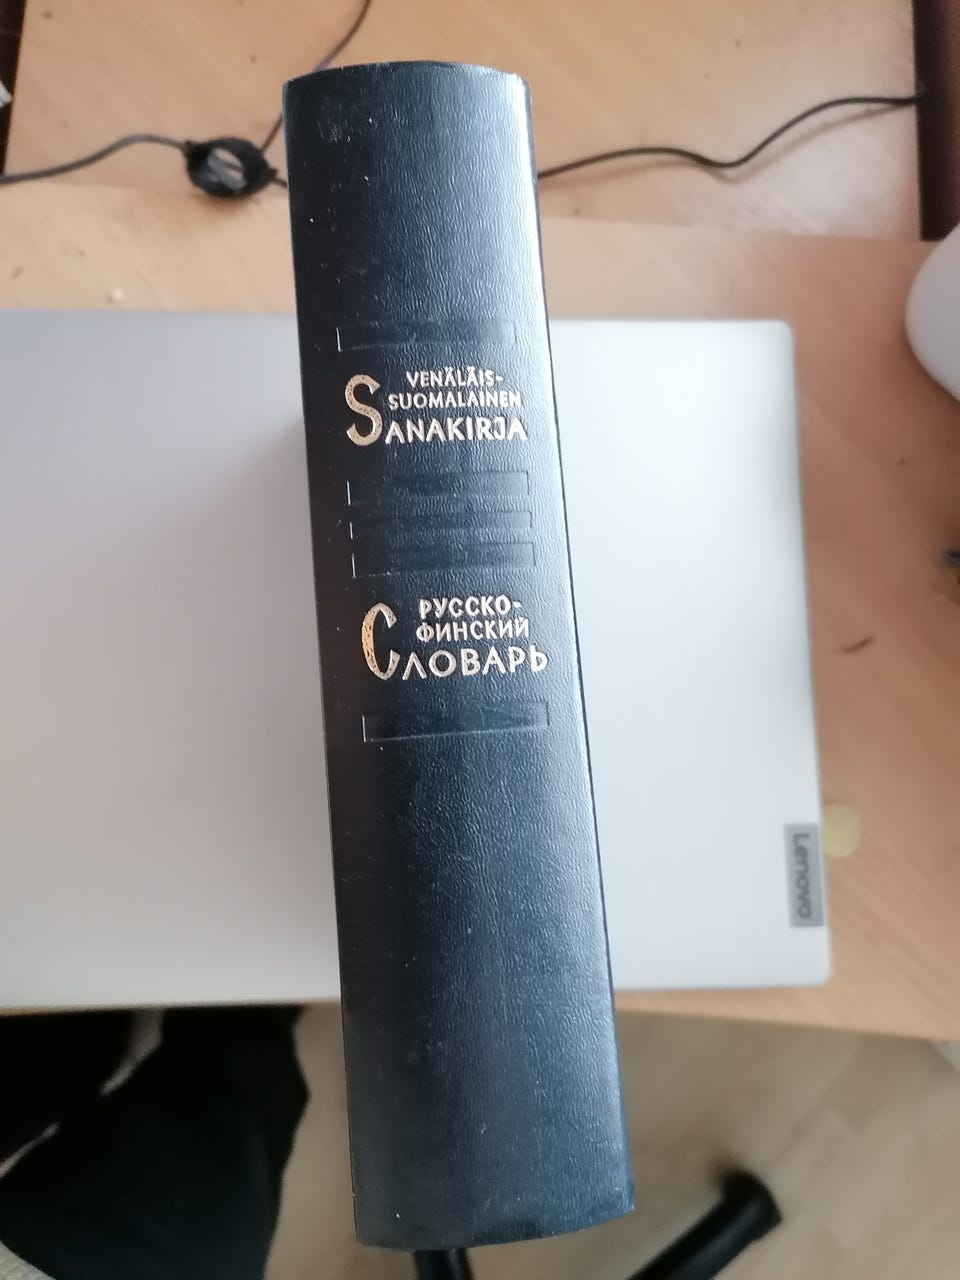 VENÄLÄIS-
SUOMALAINEN
SANAKIRJA
РУССКО-
ФИНСКИЙ
СЛОВАРЬ
Lenovo